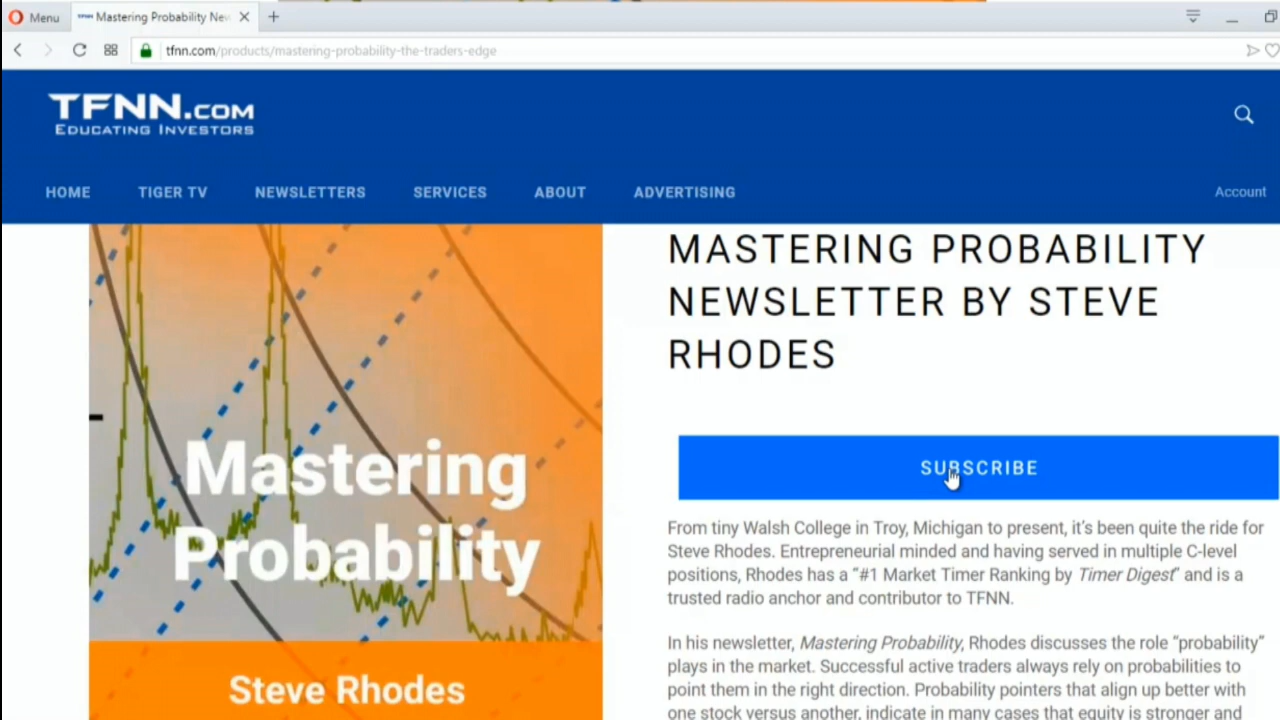 Menu
TFNN Mastering Probability New
tfnn.com/products/mastering-probability-the-traders-edge
TFNN.COM
EDUCATING INVESTORS
HOME TIGER TV NEWSLETTERS SERVICES ABOUT ADVERTISING Account
MASTERING PROBABILITY
NEWSLETTER BY STEVE
RHODES
Mastering
Probability
Steve Rhodes
SUBSCRIBE
From tiny Walsh College in Troy, Michigan to present, it's been quite the ride for
Steve Rhodes. Entrepreneurial minded and having served in multiple C-level
positions, Rhodes has a “#1 Market Timer Ranking by Timer Digest” and is a
trusted radio anchor and contributor to TFNN.
In his newsletter, Mastering Probability, Rhodes discusses the role “probability”
plays in the market. Successful active traders always rely on probabilities to
point them in the right direction. Probability pointers that align up better with
one stock versus another, indicate in many cases that equity is stronger and